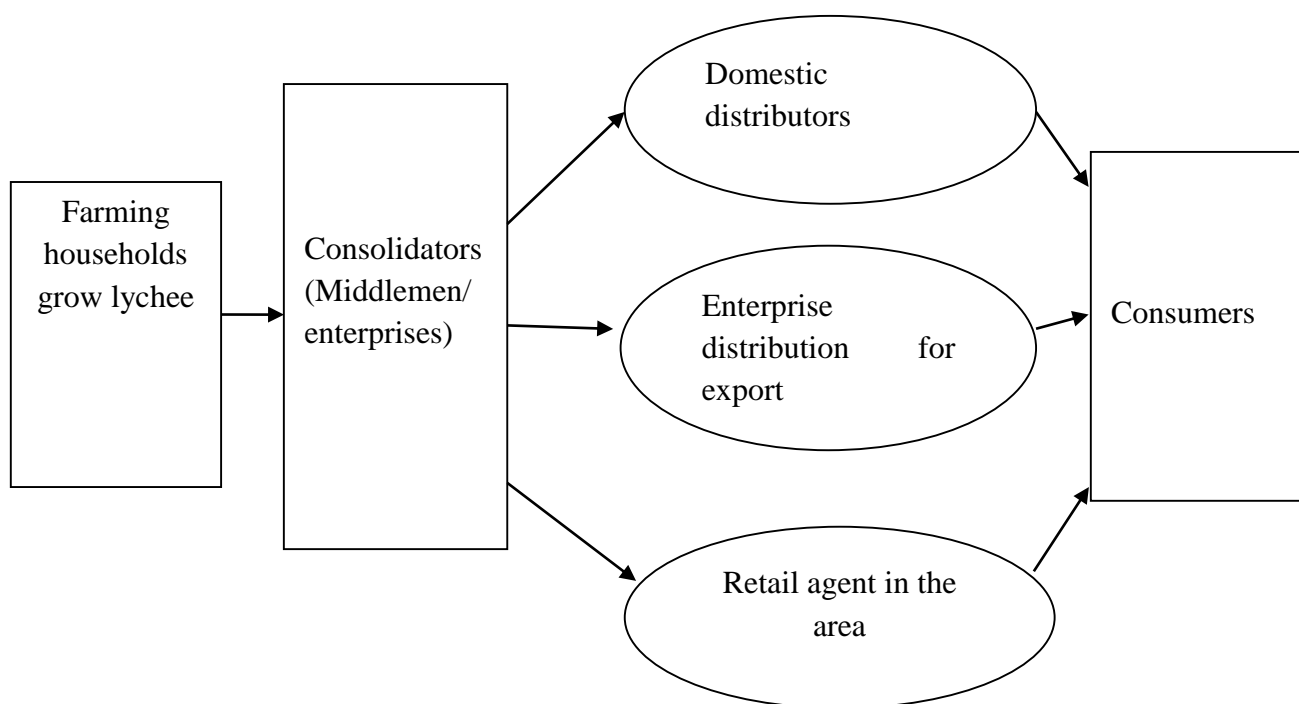 Farming
households
grow lychee
Consolidators
(Middlemen/
enterprises)
Domestic
distributors
Enterprise
distribution for
export
Retail agent in the
area
Consumers